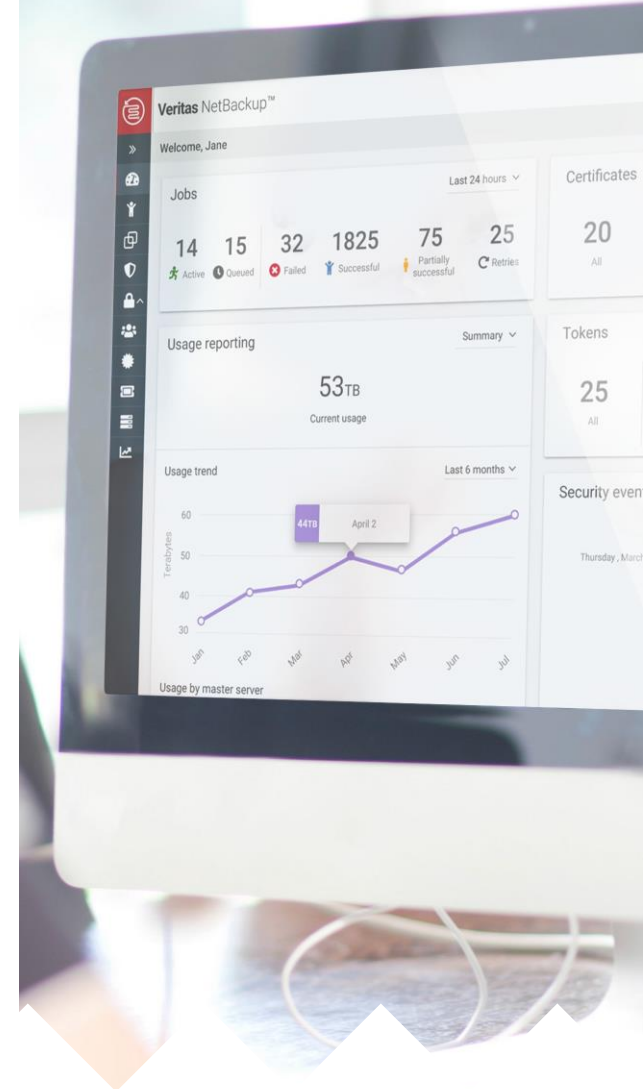 Veritas NetBackup™
Welcome, Jane
Jobs
Last 24 hours
14 15 32 1825 75 25
Active Queued Failed Successful Partially successful Retries
Certificates
20
All
Usage reporting
Summary
53TB
Current usage
Tokens
25
All
Usage trend
Last 6 months
Terabytes
60
50
40
30
44TB April 2
Jan Feb Mar Apr May Jun Jul
Usage by master server
Security even
Thursday, March